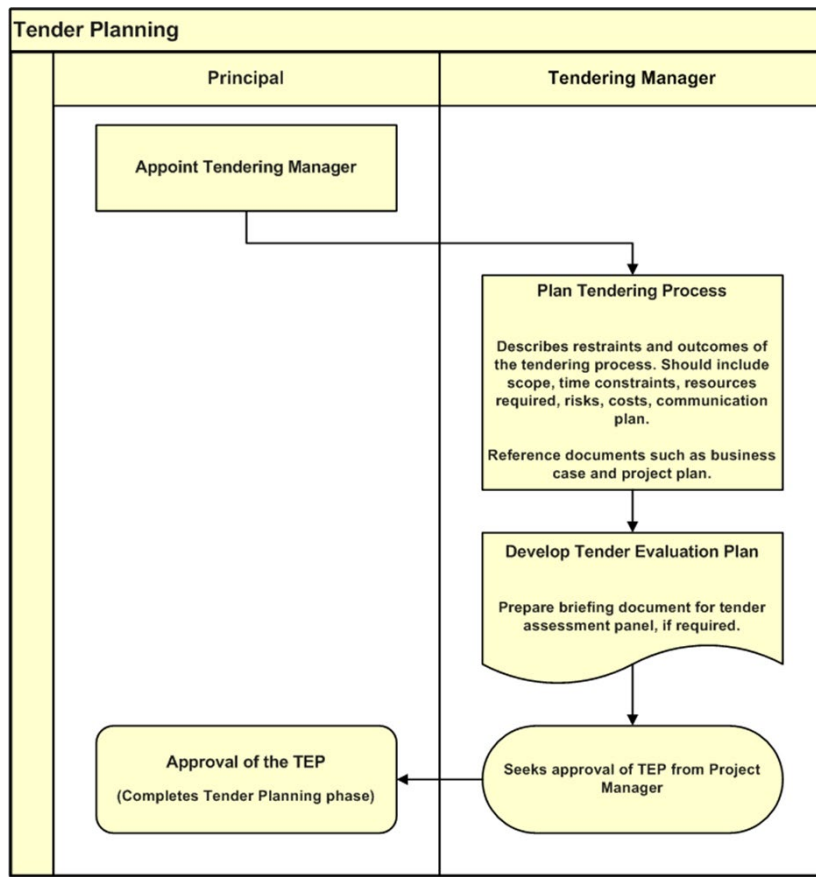 Tender Planning
Principal
Tendering Manager
Appoint Tendering Manager
Plan Tendering Process
Describes restraints and outcomes of
the tendering process. Should include
scope, time constraints, resources
required, risks, costs, communication
plan.
Reference documents such as business
case and project plan.
Develop Tender Evaluation Plan
Prepare briefing document for tender
assessment panel, if required.
Approval of the TEP
(Completes Tender Planning phase)
Seeks approval of TEP from Project
Manager